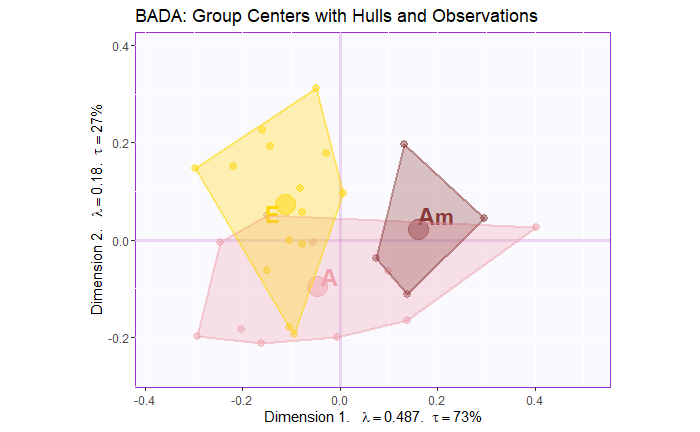 BADA: Group Centers with Hulls and Observations
0.4
0.2
0.0
-0.2
Dimension 2.  λ = 0.18.  τ = 27%
E
Am
A
-0.4
-0.2
0.0
0.2
0.4
Dimension 1.  λ = 0.487.  τ = 73%